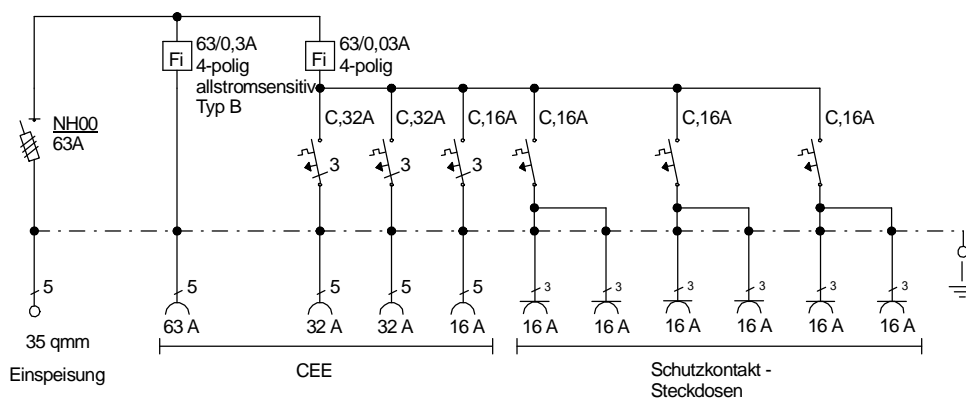 63/0,3A
4-polig
allstromsensitiv
Typ B
Fi
63/0,03A
4-polig
Fi
NH00
63A
C,32A
C,32A
C,16A
C,16A
C,16A
C,16A
3
3
3
5
5
5
5
5
3
3
3
3
3
3
63 A
32 A
32 A
16 A
16 A
16 A
16 A
16 A
16 A
16 A
35 qmm
Einspeisung
CEE
Schutzkontakt -
Steckdosen